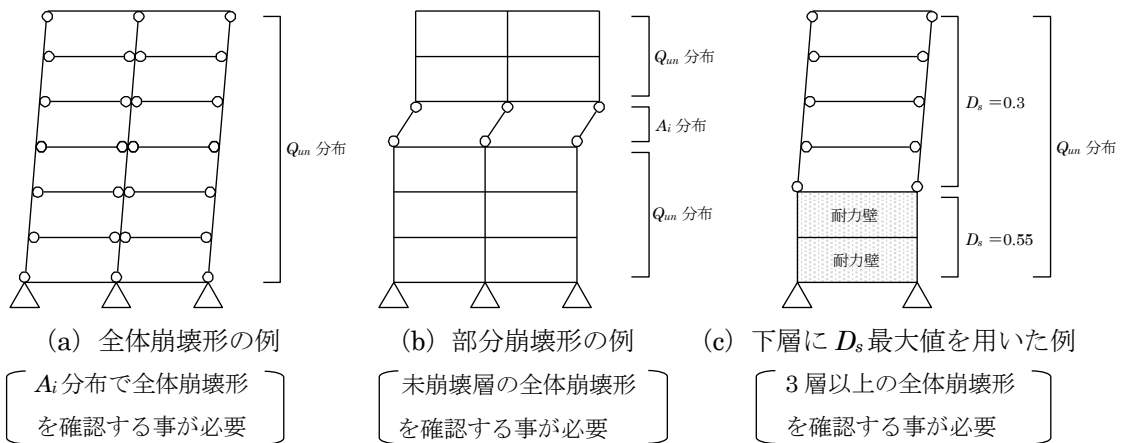 Qun 分布
(a) 全体崩壊形の例
Ai 分布で全体崩壊形
を確認する事が必要
Qun 分布
Ai 分布
Qun 分布
(b) 部分崩壊形の例
未崩壊層の全体崩壊形
を確認する事が必要
Ds =0.3
Qun 分布
耐力壁
耐力壁
Ds =0.55
(c) 下層に Ds 最大値を用いた例
3 層以上の全体崩壊形
を確認する事が必要